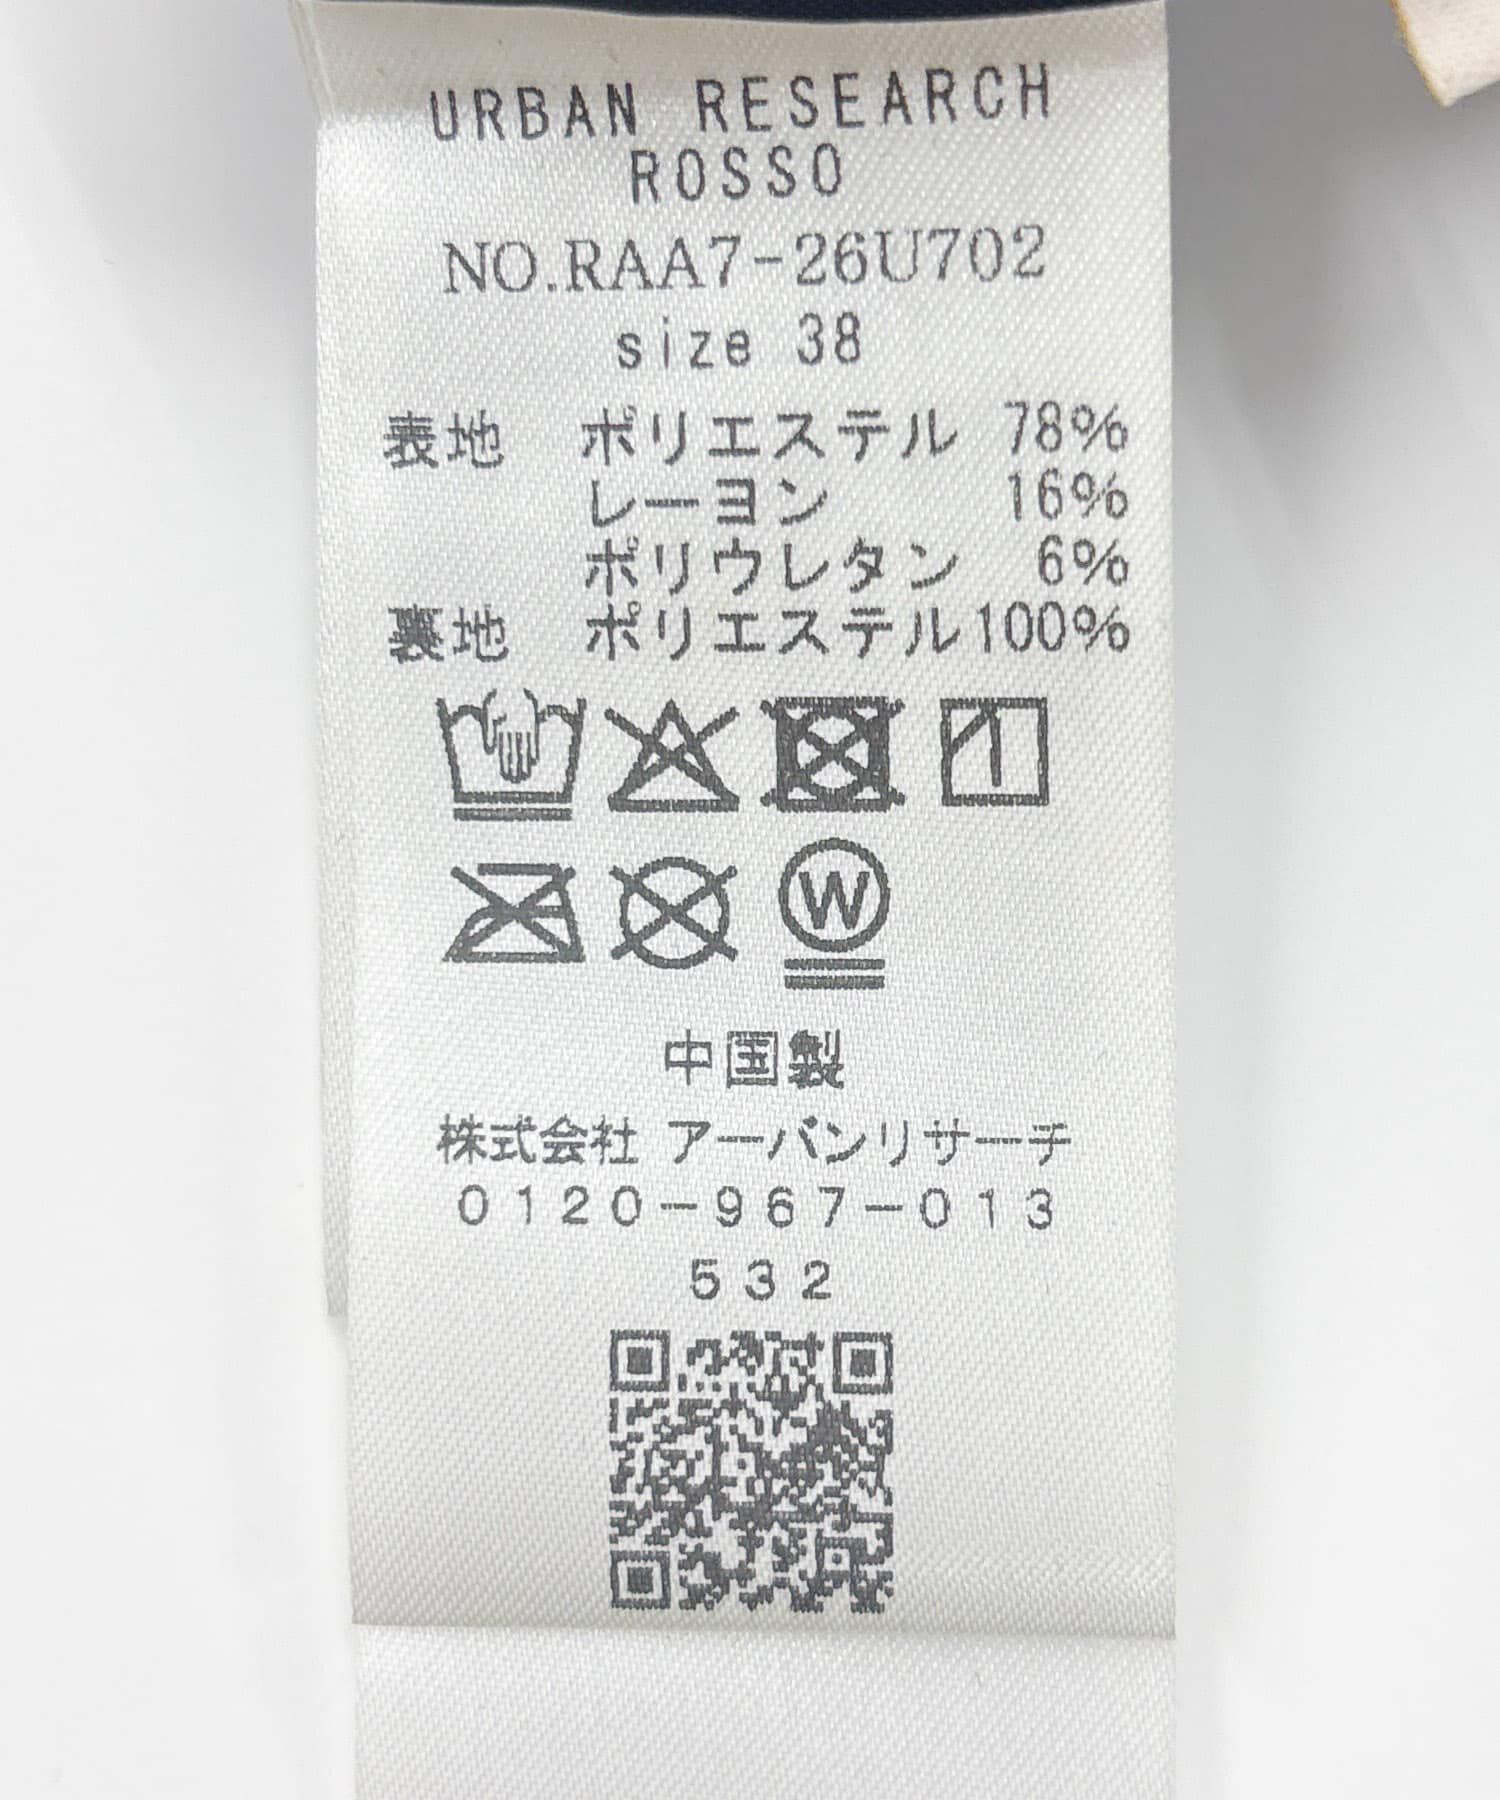 URBAN RESEARCH
ROSSO
NO.RAA7-26U702
size 38
表地 ポリエステル 78%
レーヨン 16%
ポリウレタン 6%
裏地 ポリエステル100%
W
中国製
株式会社 アーバンリサーチ
0120-967-013
532